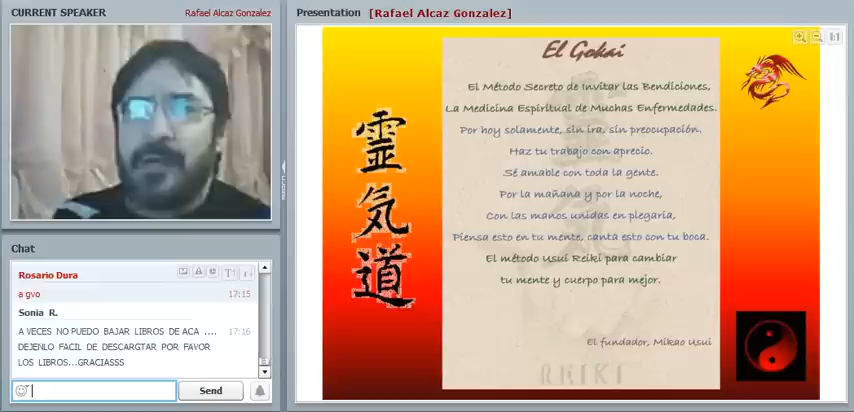 CURRENT SPEAKER
Rafael Alcaz Gonzalez
Presentation [Rafael Alcaz Gonzalez]
Chat
Rosario Dura
a gvo 17:15
Sonia R.
A VECES NO PUEDO BAJAR LIBROS DE ACA .... 17:16
DEJENLO FACIL DE DESCARGTAR POR FAVOR
LOS LIBROS...GRACIASSS
Send
霊
気
道
El Gokai
El Método Secreto de Invitar las Bendiciones,
La Medicina Espiritual de Muchas Enfermedades.
Por hoy solamente, sin ira, sin preocupación.
Haz tu trabajo con aprecio.
Sé amable con toda la gente.
Por la mañana y por la noche,
Con las manos unidas en plegaria,
Piensa esto en tu mente, canta esto con tu boca.
El método Usui Reiki para cambiar
tu mente y cuerpo para mejor.
El fundador, Mikao Usui
REIKI